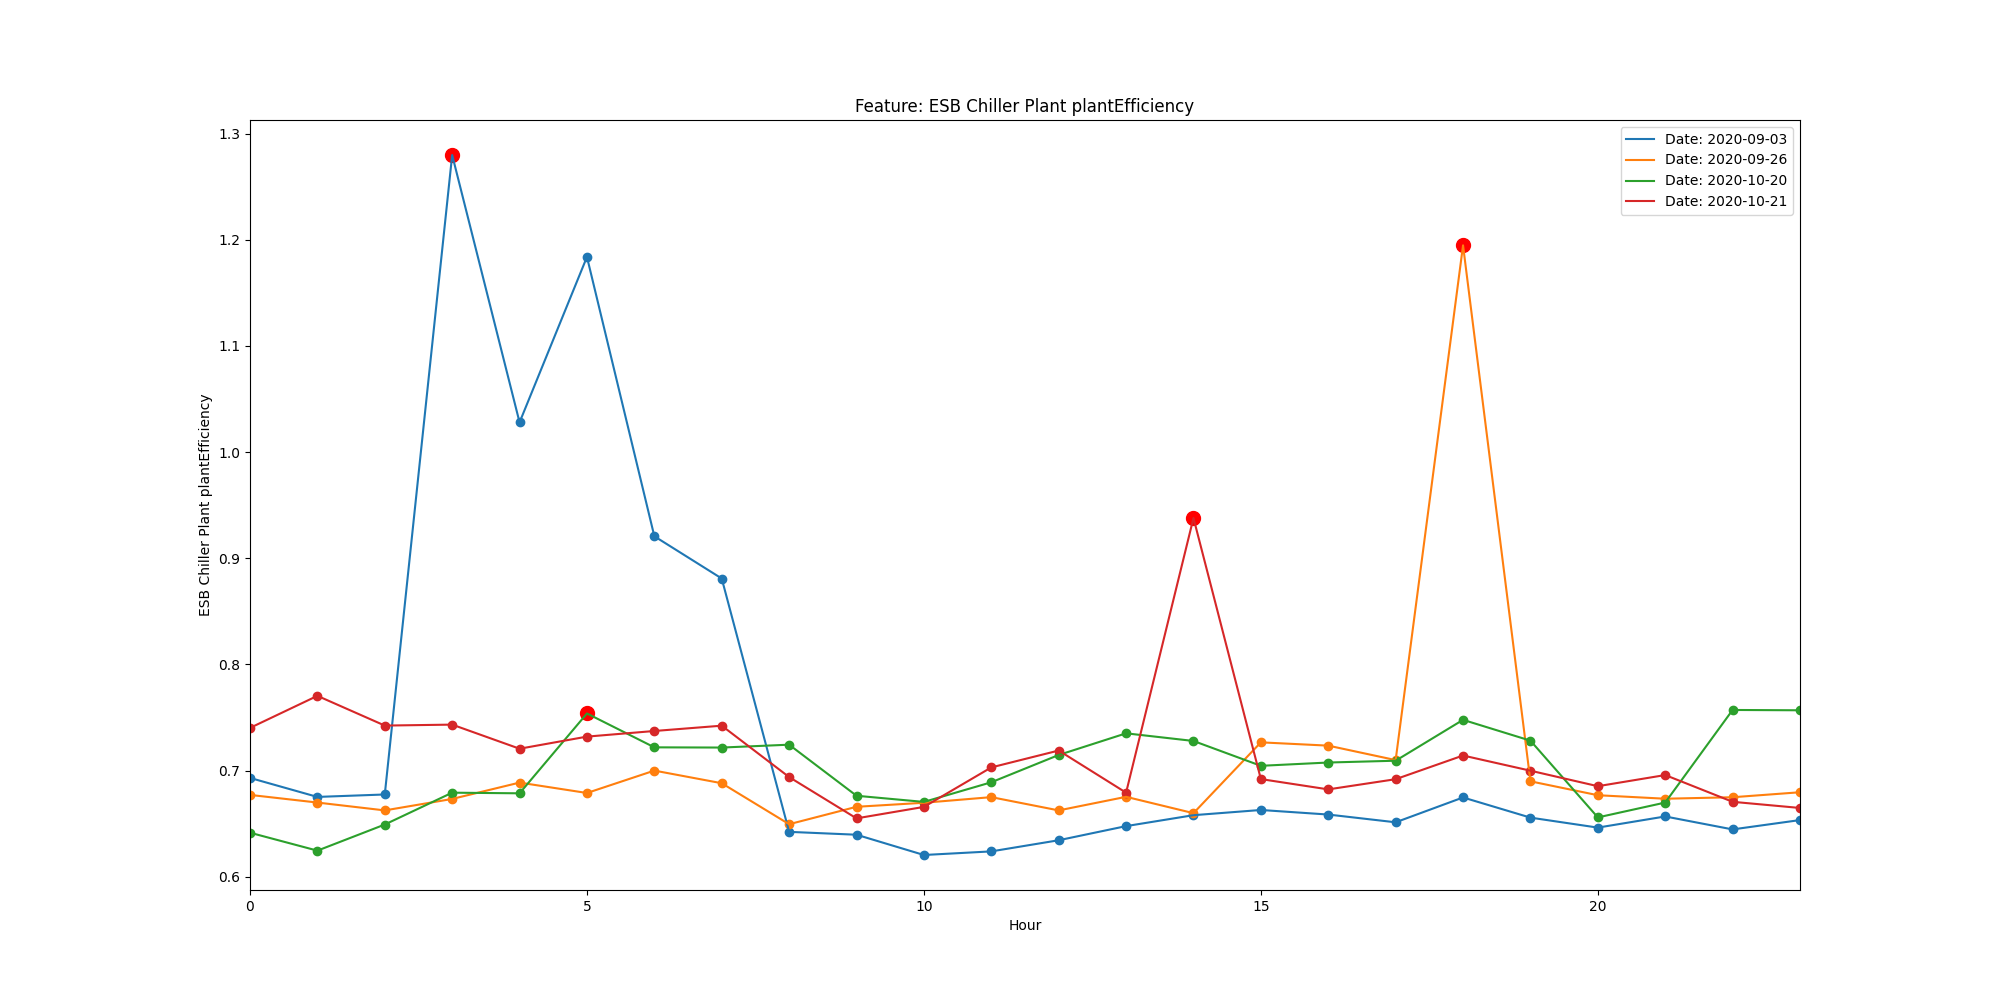 Feature: ESB Chiller Plant plantEfficiency
Date: 2020-09-03
Date: 2020-09-26
Date: 2020-10-20
Date: 2020-10-21
ESB Chiller Plant plantEfficiency
1.3
1.2
1.1
1.0
0.9
0.8
0.7
0.6
0
5
10
15
20
Hour